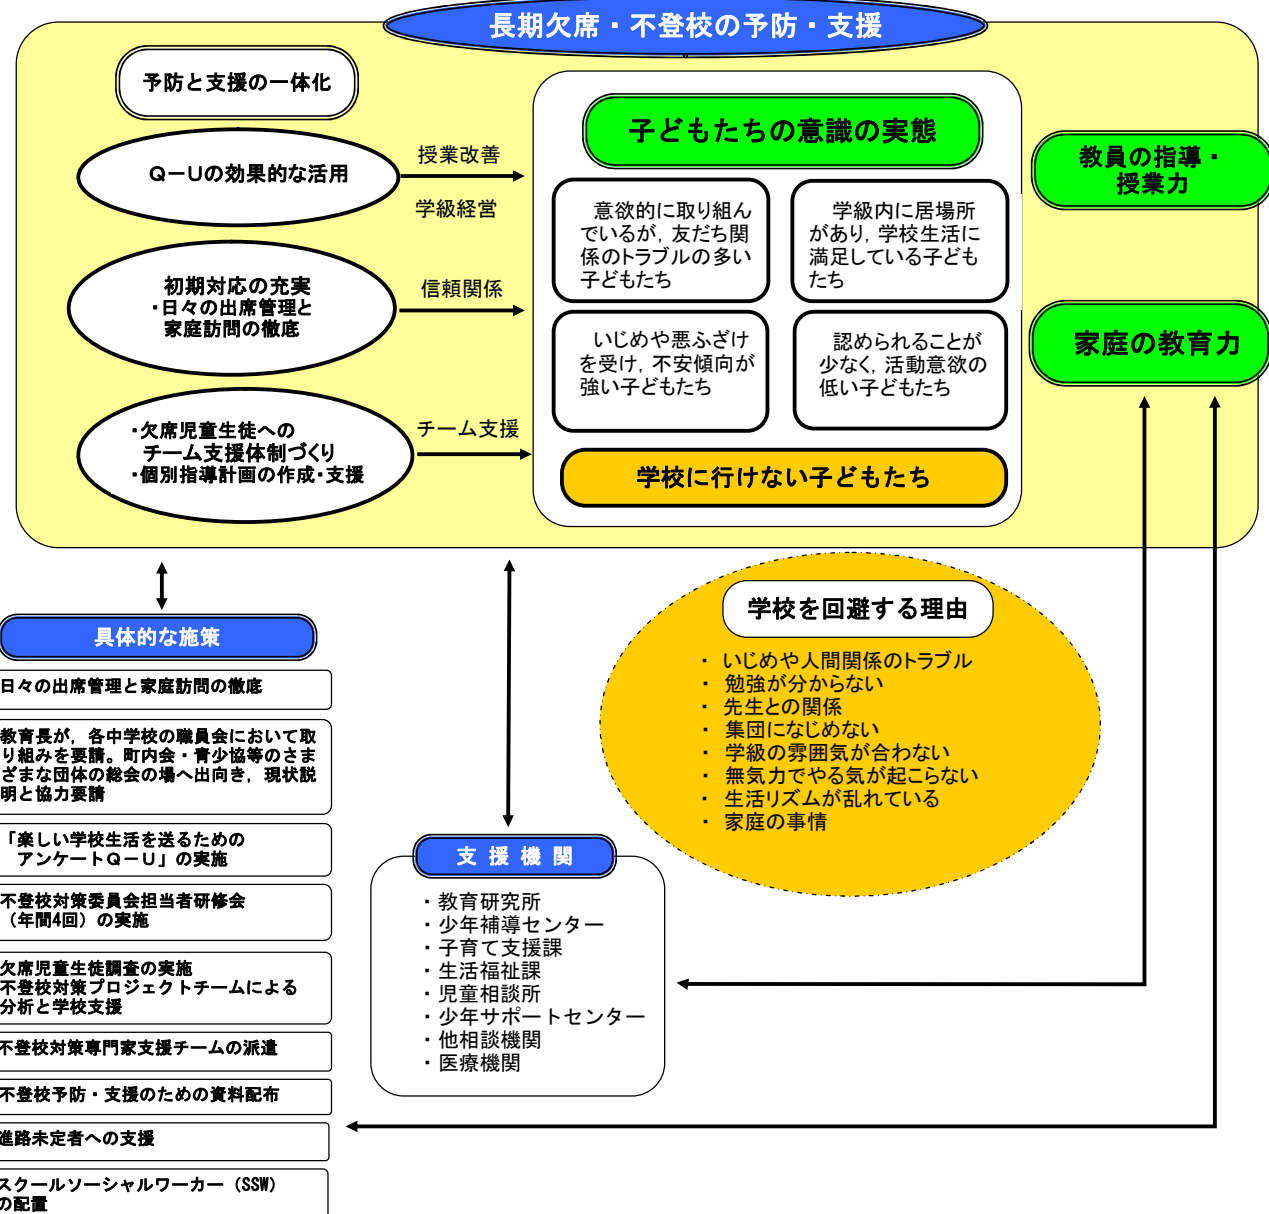 長期欠席・不登校の予防・支援
予防と支援の一体化
Q－Uの効果的な活用
授業改善
学級経営
初期対応の充実
・日々の出席管理と
家庭訪問の徹底
信頼関係
・欠席児童生徒への
チーム支援体制づくり
・個別指導計画の作成・支援
チーム支援
子どもたちの意識の実態
意欲的に取り組ん
でいるが，友だち関
係のトラブルの多い
子どもたち
学級内に居場所
があり，学校生活に
満足している子ども
たち
いじめや悪ふざけ
を受け，不安傾向が
強い子どもたち
認められることが
少なく，活動意欲の
低い子どもたち
学校に行けない子どもたち
教員の指導・
授業力
家庭の教育力
具体的な施策
日々の出席管理と家庭訪問の徹底
教育長が，各中学校の職員会において取
り組みを要請。町内会・青少協等のさま
ざまな団体の総会の場へ出向き，現状説
明と協力要請
「楽しい学校生活を送るための
アンケートＱ－Ｕ」の実施
不登校対策委員会担当者研修会
（年間4回）の実施
欠席児童生徒調査の実施
不登校対策プロジェクトチームによる
分析と学校支援
不登校対策専門家支援チームの派遣
不登校予防・支援のための資料配布
進路未定者への支援
スクールソーシャルワーカー（SSW）
の配置
支援機関
・教育研究所
・少年補導センター
・子育て支援課
・生活福祉課
・児童相談所
・少年サポートセンター
・他相談機関
・医療機関
学校を回避する理由
・ いじめや人間関係のトラブル
・ 勉強が分からない
・ 先生との関係
・ 集団になじめない
・ 学級の雰囲気が合わない
・ 無気力でやる気が起こらない
・ 生活リズムが乱れている
・ 家庭の事情